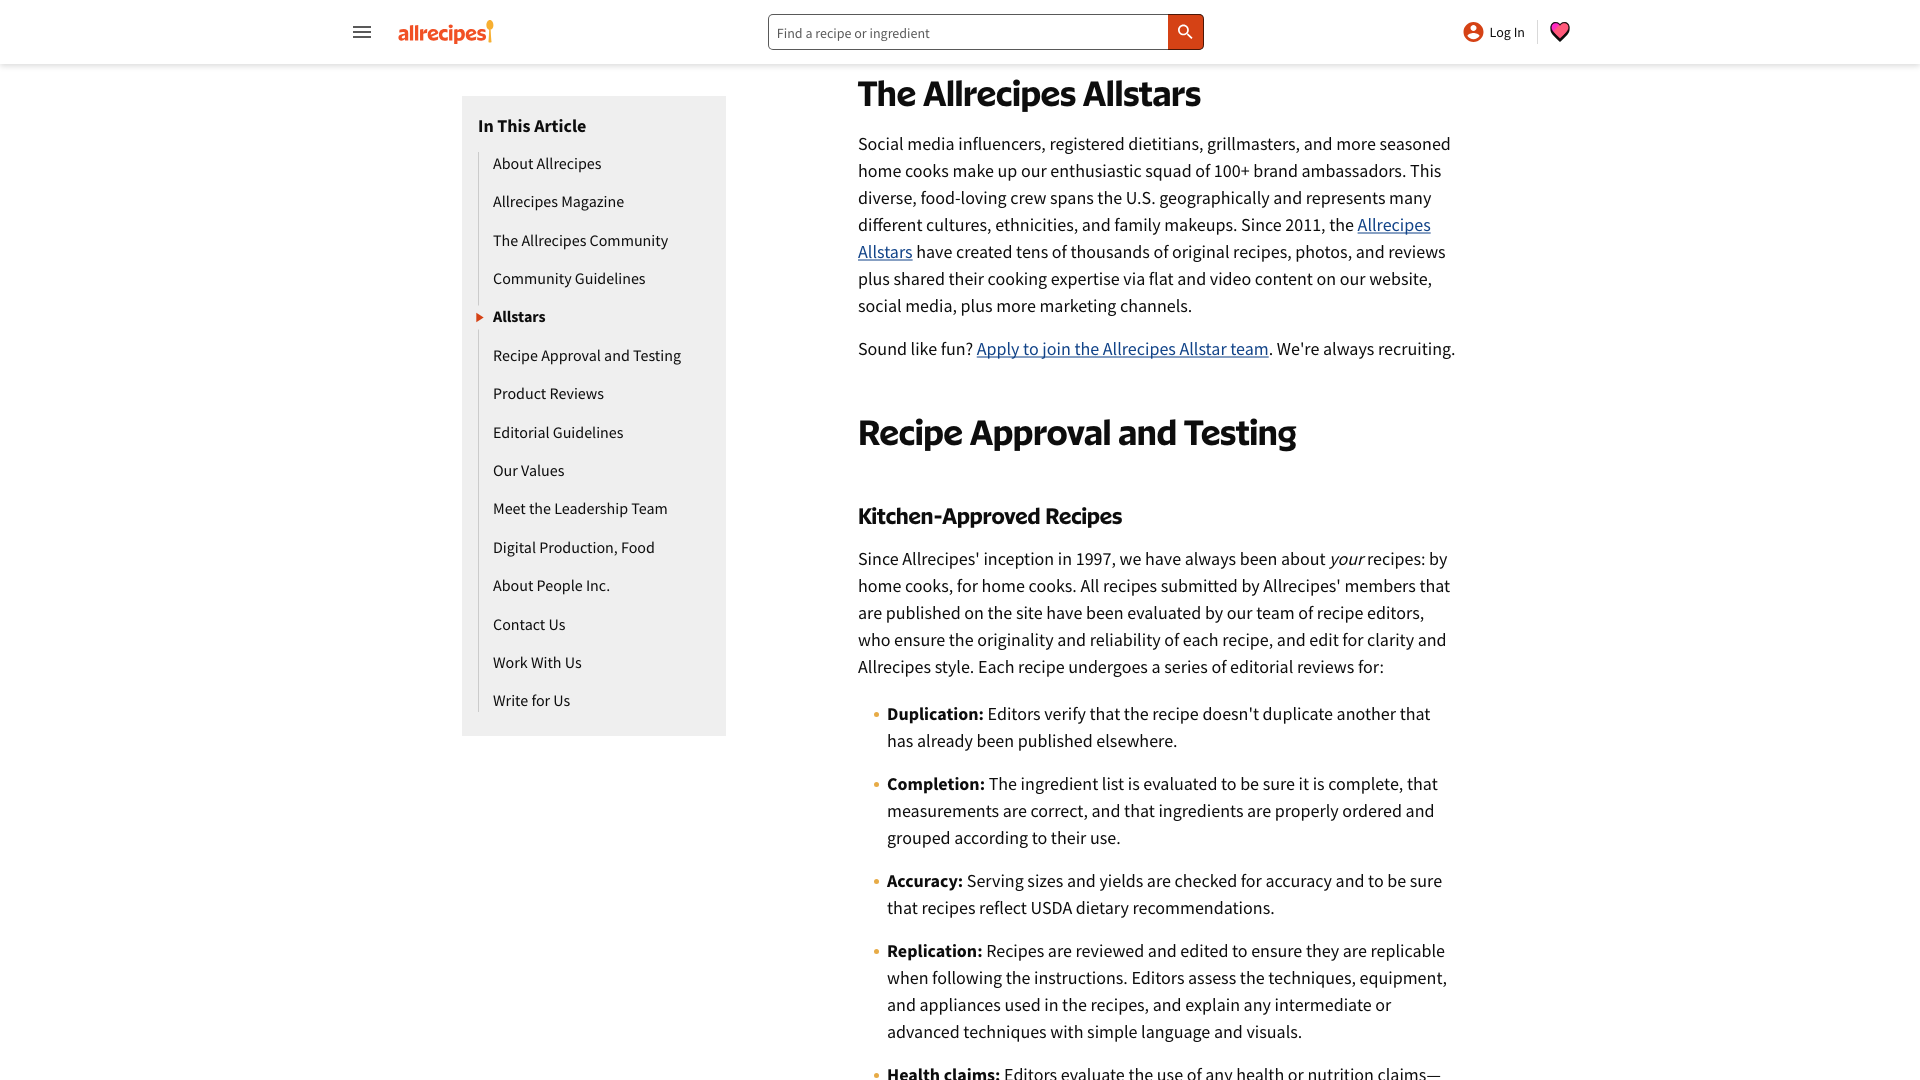 allrecipes
Find a recipe or ingredient
Log In
In This Article
About Allrecipes
Allrecipes Magazine
The Allrecipes Community
Community Guidelines
Allstars
Recipe Approval and Testing
Product Reviews
Editorial Guidelines
Our Values
Meet the Leadership Team
Digital Production, Food
About People Inc.
Contact Us
Work With Us
Write for Us
The Allrecipes Allstars
Social media influencers, registered dietitians, grillmasters, and more seasoned
home cooks make up our enthusiastic squad of 100+ brand ambassadors. This
diverse, food-loving crew spans the U.S. geographically and represents many
different cultures, ethnicities, and family makeups. Since 2011, the Allrecipes
Allstars have created tens of thousands of original recipes, photos, and reviews
plus shared their cooking expertise via flat and video content on our website,
social media, plus more marketing channels.
Sound like fun? Apply to join the Allrecipes Allstar team. We're always recruiting.
Recipe Approval and Testing
Kitchen-Approved Recipes
Since Allrecipes' inception in 1997, we have always been about your recipes: by
home cooks, for home cooks. All recipes submitted by Allrecipes' members that
are published on the site have been evaluated by our team of recipe editors,
who ensure the originality and reliability of each recipe, and edit for clarity and
Allrecipes style. Each recipe undergoes a series of editorial reviews for:
• Duplication: Editors verify that the recipe doesn't duplicate another that
has already been published elsewhere.
• Completion: The ingredient list is evaluated to be sure it is complete, that
measurements are correct, and that ingredients are properly ordered and
grouped according to their use.
• Accuracy: Serving sizes and yields are checked for accuracy and to be sure
that recipes reflect USDA dietary recommendations.
• Replication: Recipes are reviewed and edited to ensure they are replicable
when following the instructions. Editors assess the techniques, equipment,
and appliances used in the recipes, and explain any intermediate or
advanced techniques with simple language and visuals.
• Health claims: Editors evaluate the use of any health or nutrition claims—